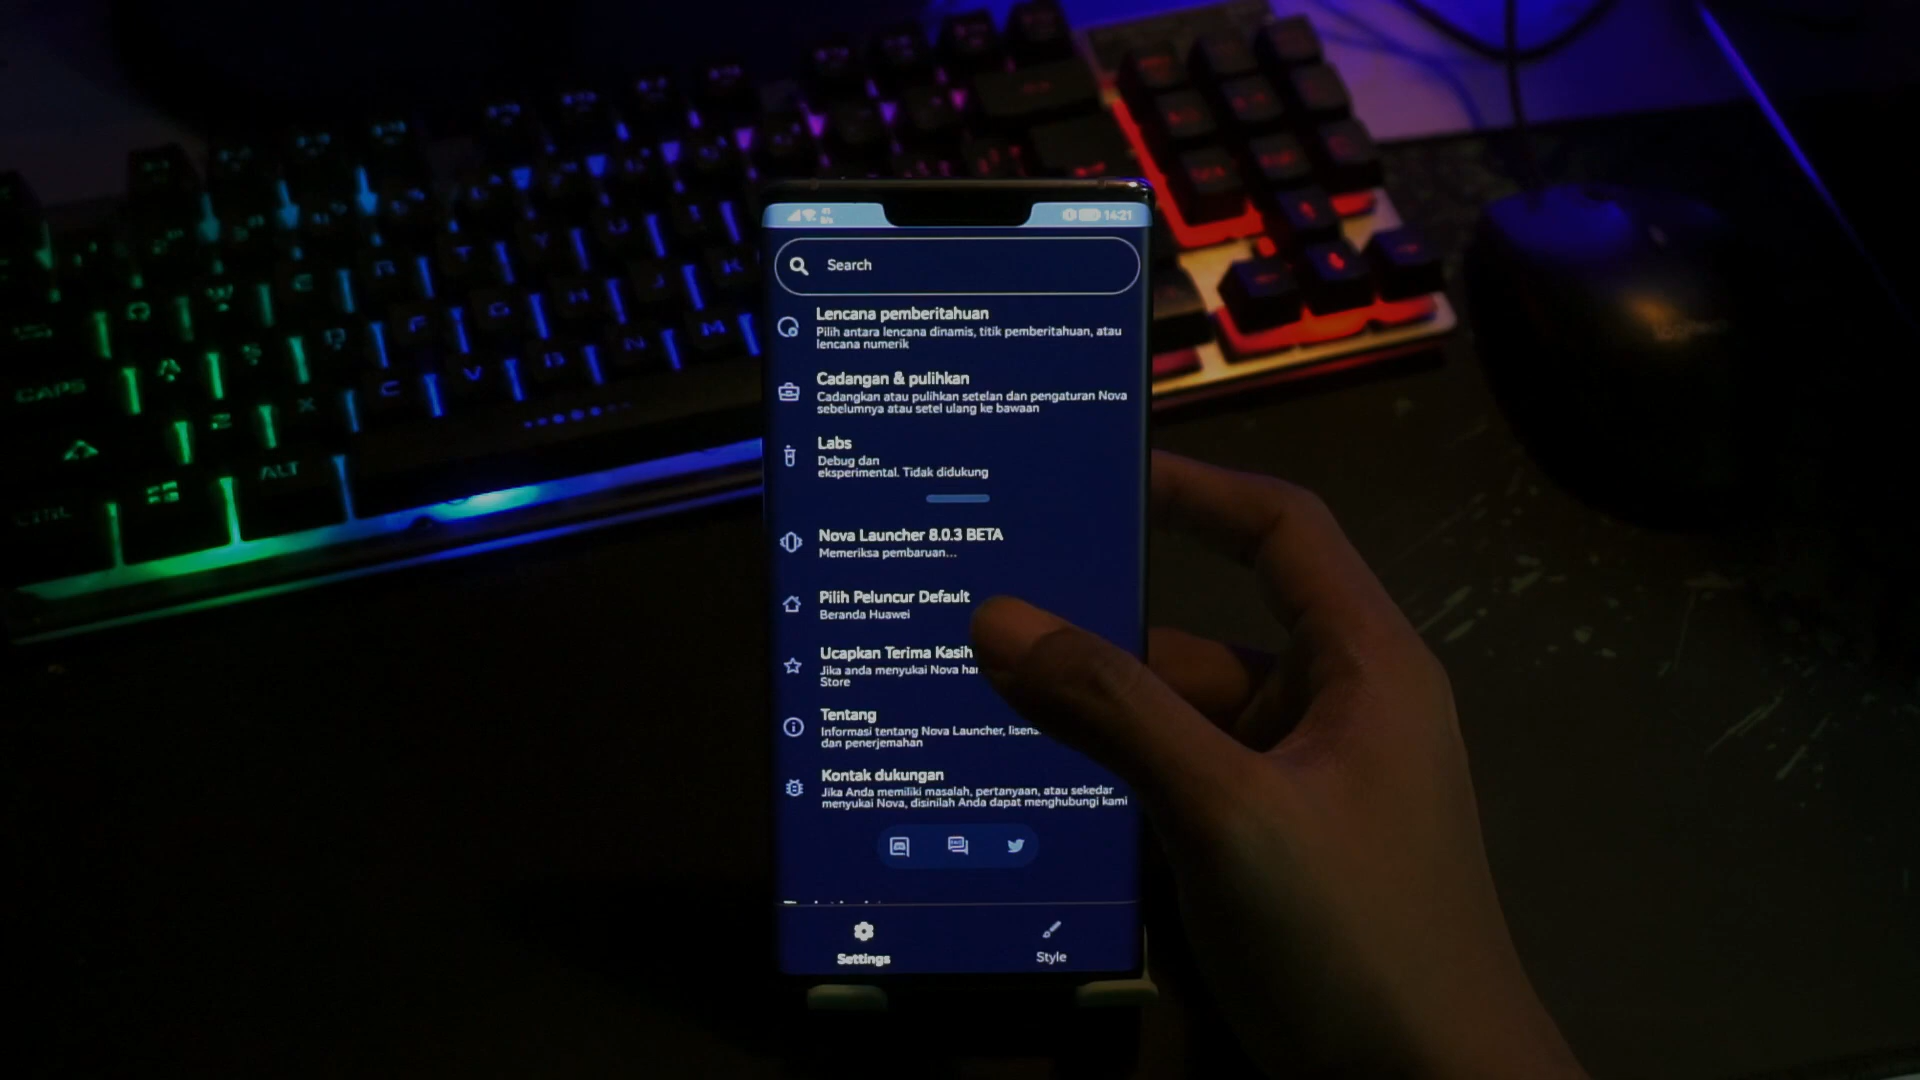 14:21
Search
Lencana pemberitahuan
Pilih antara lencana dinamis, titik pemberitahuan, atau
lencana numerik
Cadangan & pulihkan
Cadangkan atau pulihkan setelan dan pengaturan Nova
sebelumnya atau setel ulang ke bawaan
Labs
Debug dan
eksperimental. Tidak didukung
Nova Launcher 8.0.3 BETA
Memeriksa pembaruan...
Pilih Peluncur Default
Beranda Huawei
Ucapkan Terima Kasih
Jika anda menyukai Nova
Store
Tentang
Informasi tentang Nova Launcher,
dan penerjemahan
Kontak dukungan
Jika Anda memiliki masalah, pertanyaan, atau sekedar
menyukai Nova, disinilah Anda dapat menghubungi kami
Settings
Style
Q W E R T Y U I
CAPS A S D F G H J K
Z X C V B N M
CTRL ALT